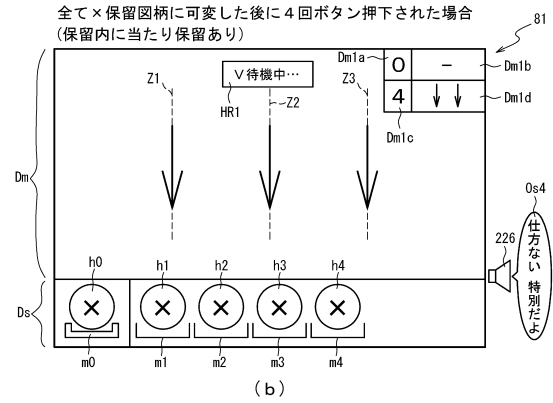 全て×保留図柄に可変した後に４回ボタン押下された場合
(保留内に当たり保留あり)
81
Dm1a
0
－
Dm1b
Z1
Ｖ待機中…
Z3
HR1
Z2
4
Dm1d
Dm1c
Dm
Os4
226
仕方ない 特別だよ
h0
h1
h2
h3
h4
Ds
×
×
×
×
×
m0
m1
m2
m3
m4
(b)